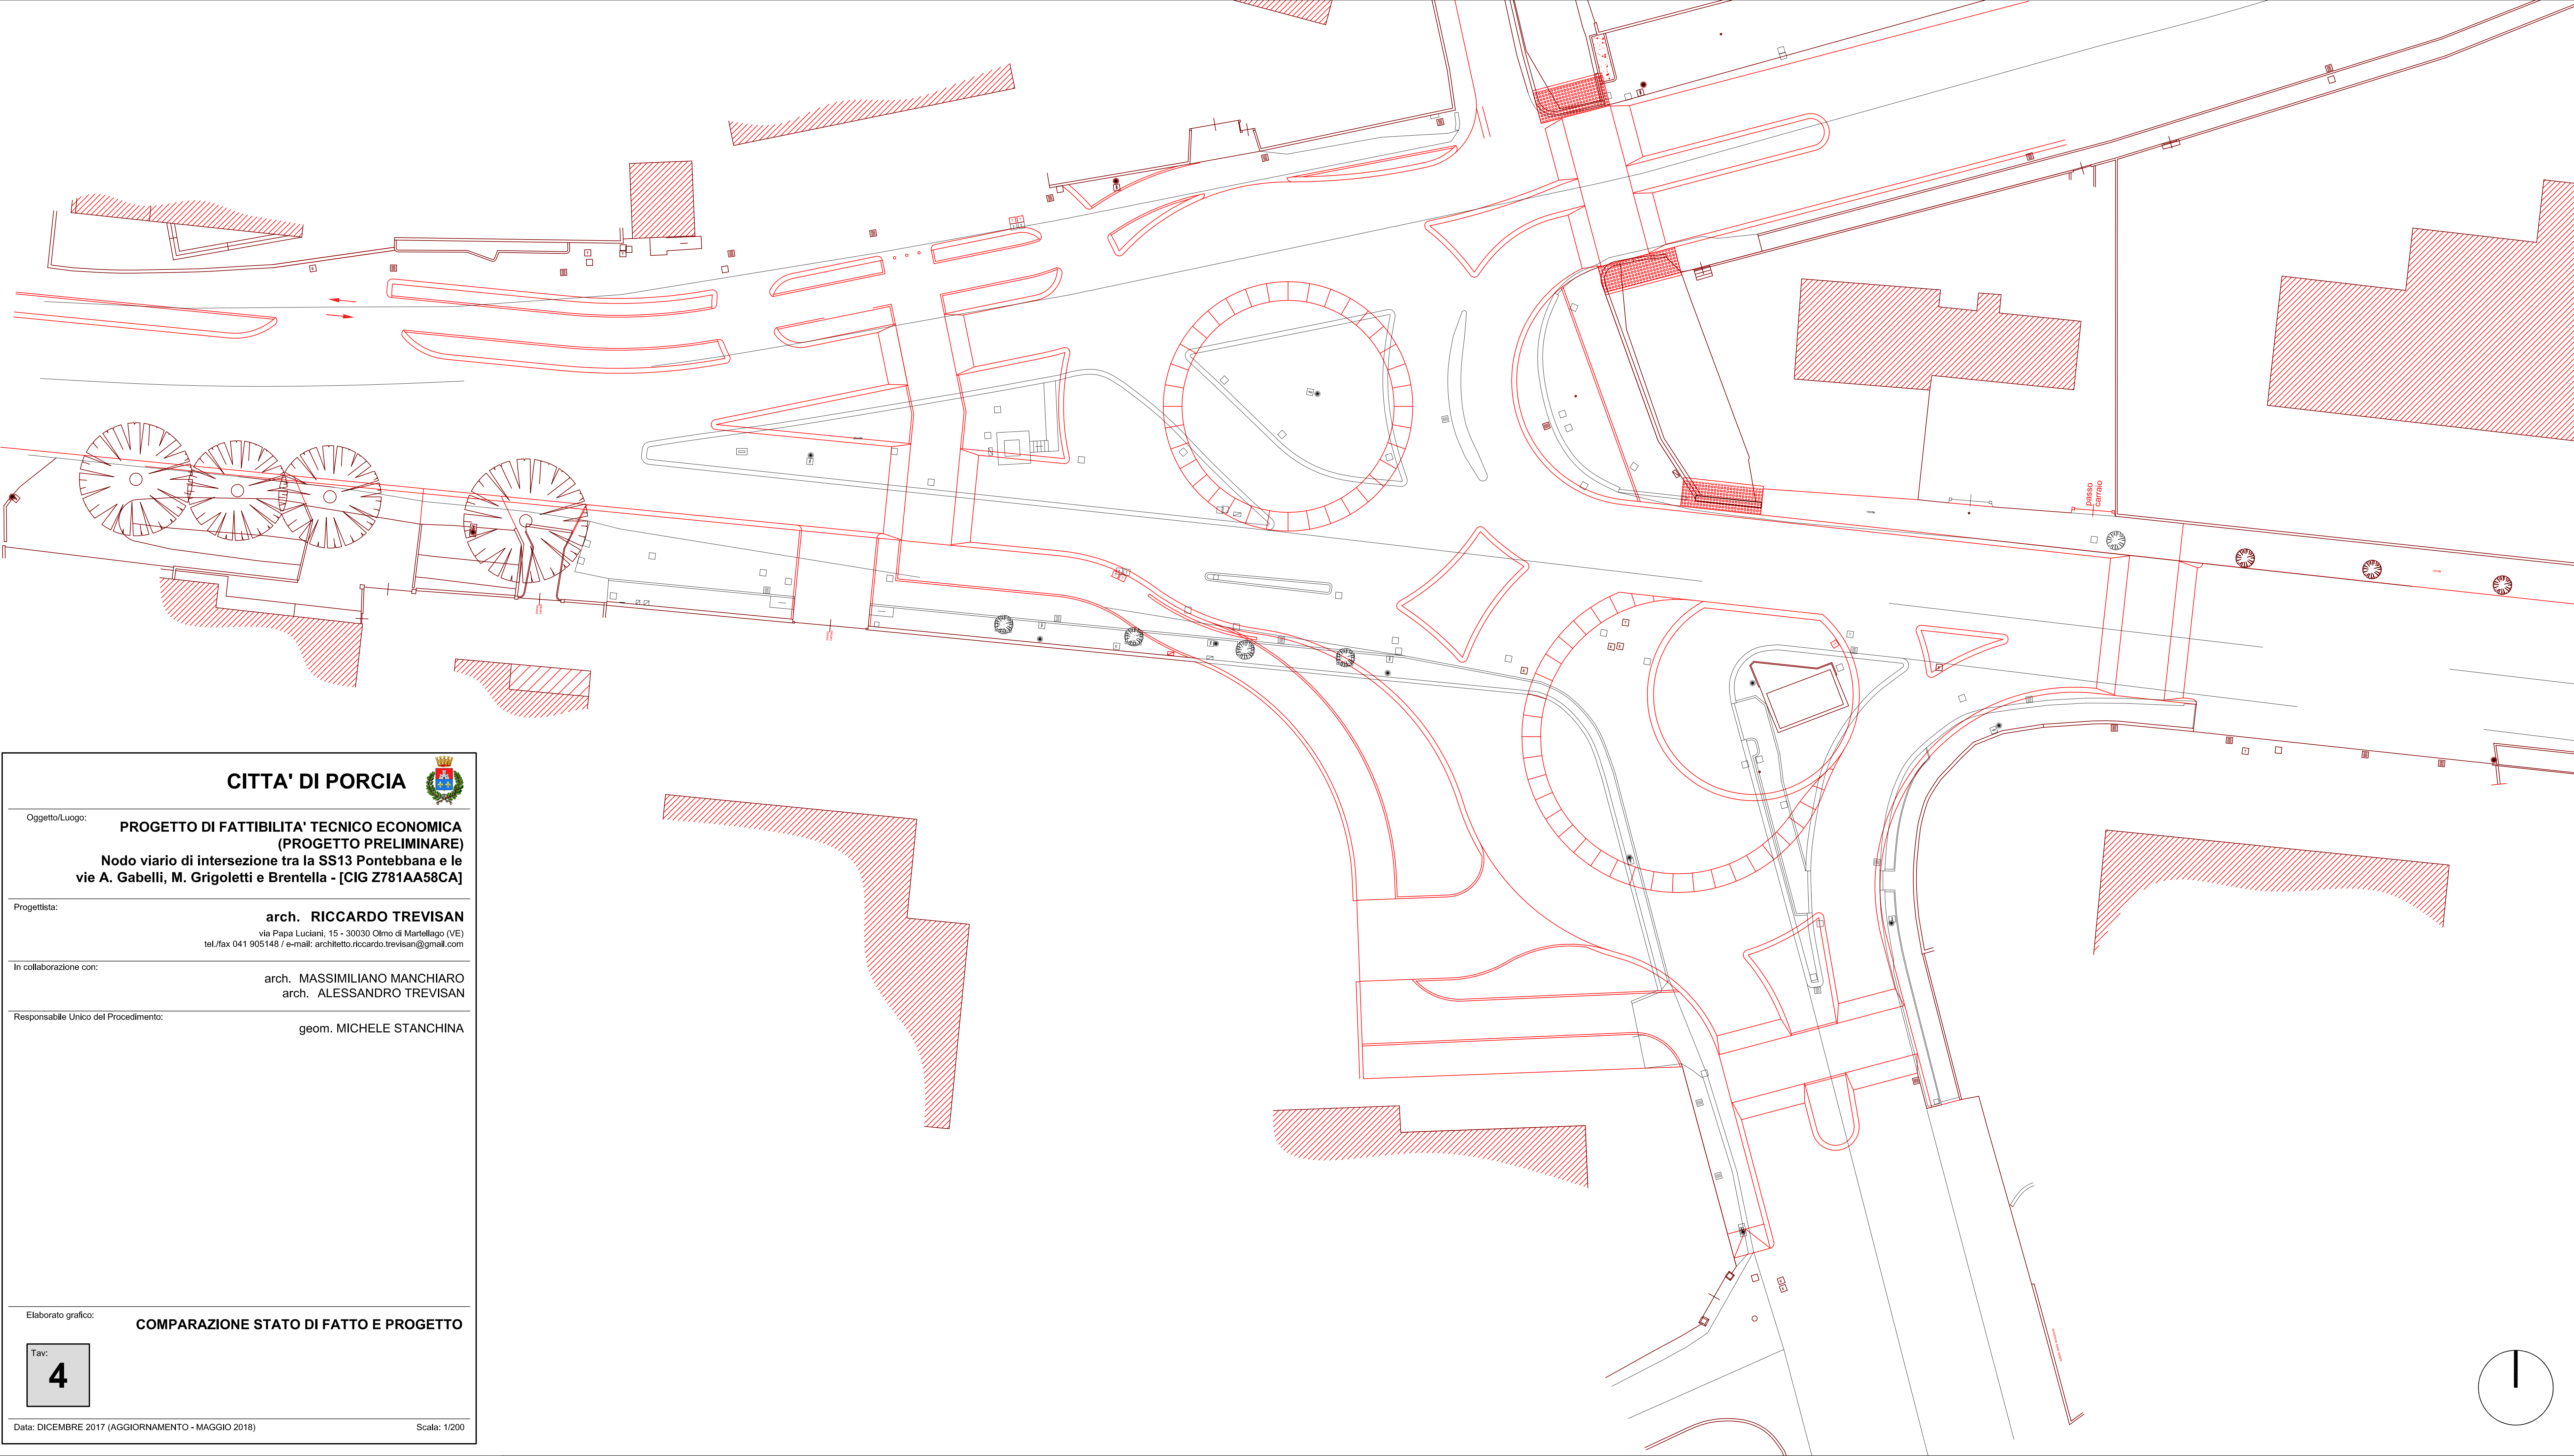 passo
carraio
CITTA' DI PORCIA
Oggetto/Luogo:
PROGETTO DI FATTIBILITA' TECNICO ECONOMICA
(PROGETTO PRELIMINARE)
Nodo viario di intersezione tra la SS13 Pontebbana e le
vie A. Gabelli, M. Grigoletti e Brentella - [CIG Z781AA58CA]
Progettista:
arch. RICCARDO TREVISAN
via Papa Luciani, 15 - 30030 Olmo di Martellago (VE)
tel./fax 041 905148 / e-mail: architetto.riccardo.trevisan@gmail.com
In collaborazione con:
arch. MASSIMILIANO MANCHIARO
arch. ALESSANDRO TREVISAN
Responsabile Unico del Procedimento:
geom. MICHELE STANCHINA
Elaborato grafico:
COMPARAZIONE STATO DI FATTO E PROGETTO
Tav:
4
Data: DICEMBRE 2017 (AGGIORNAMENTO - MAGGIO 2018)
Scala: 1/200